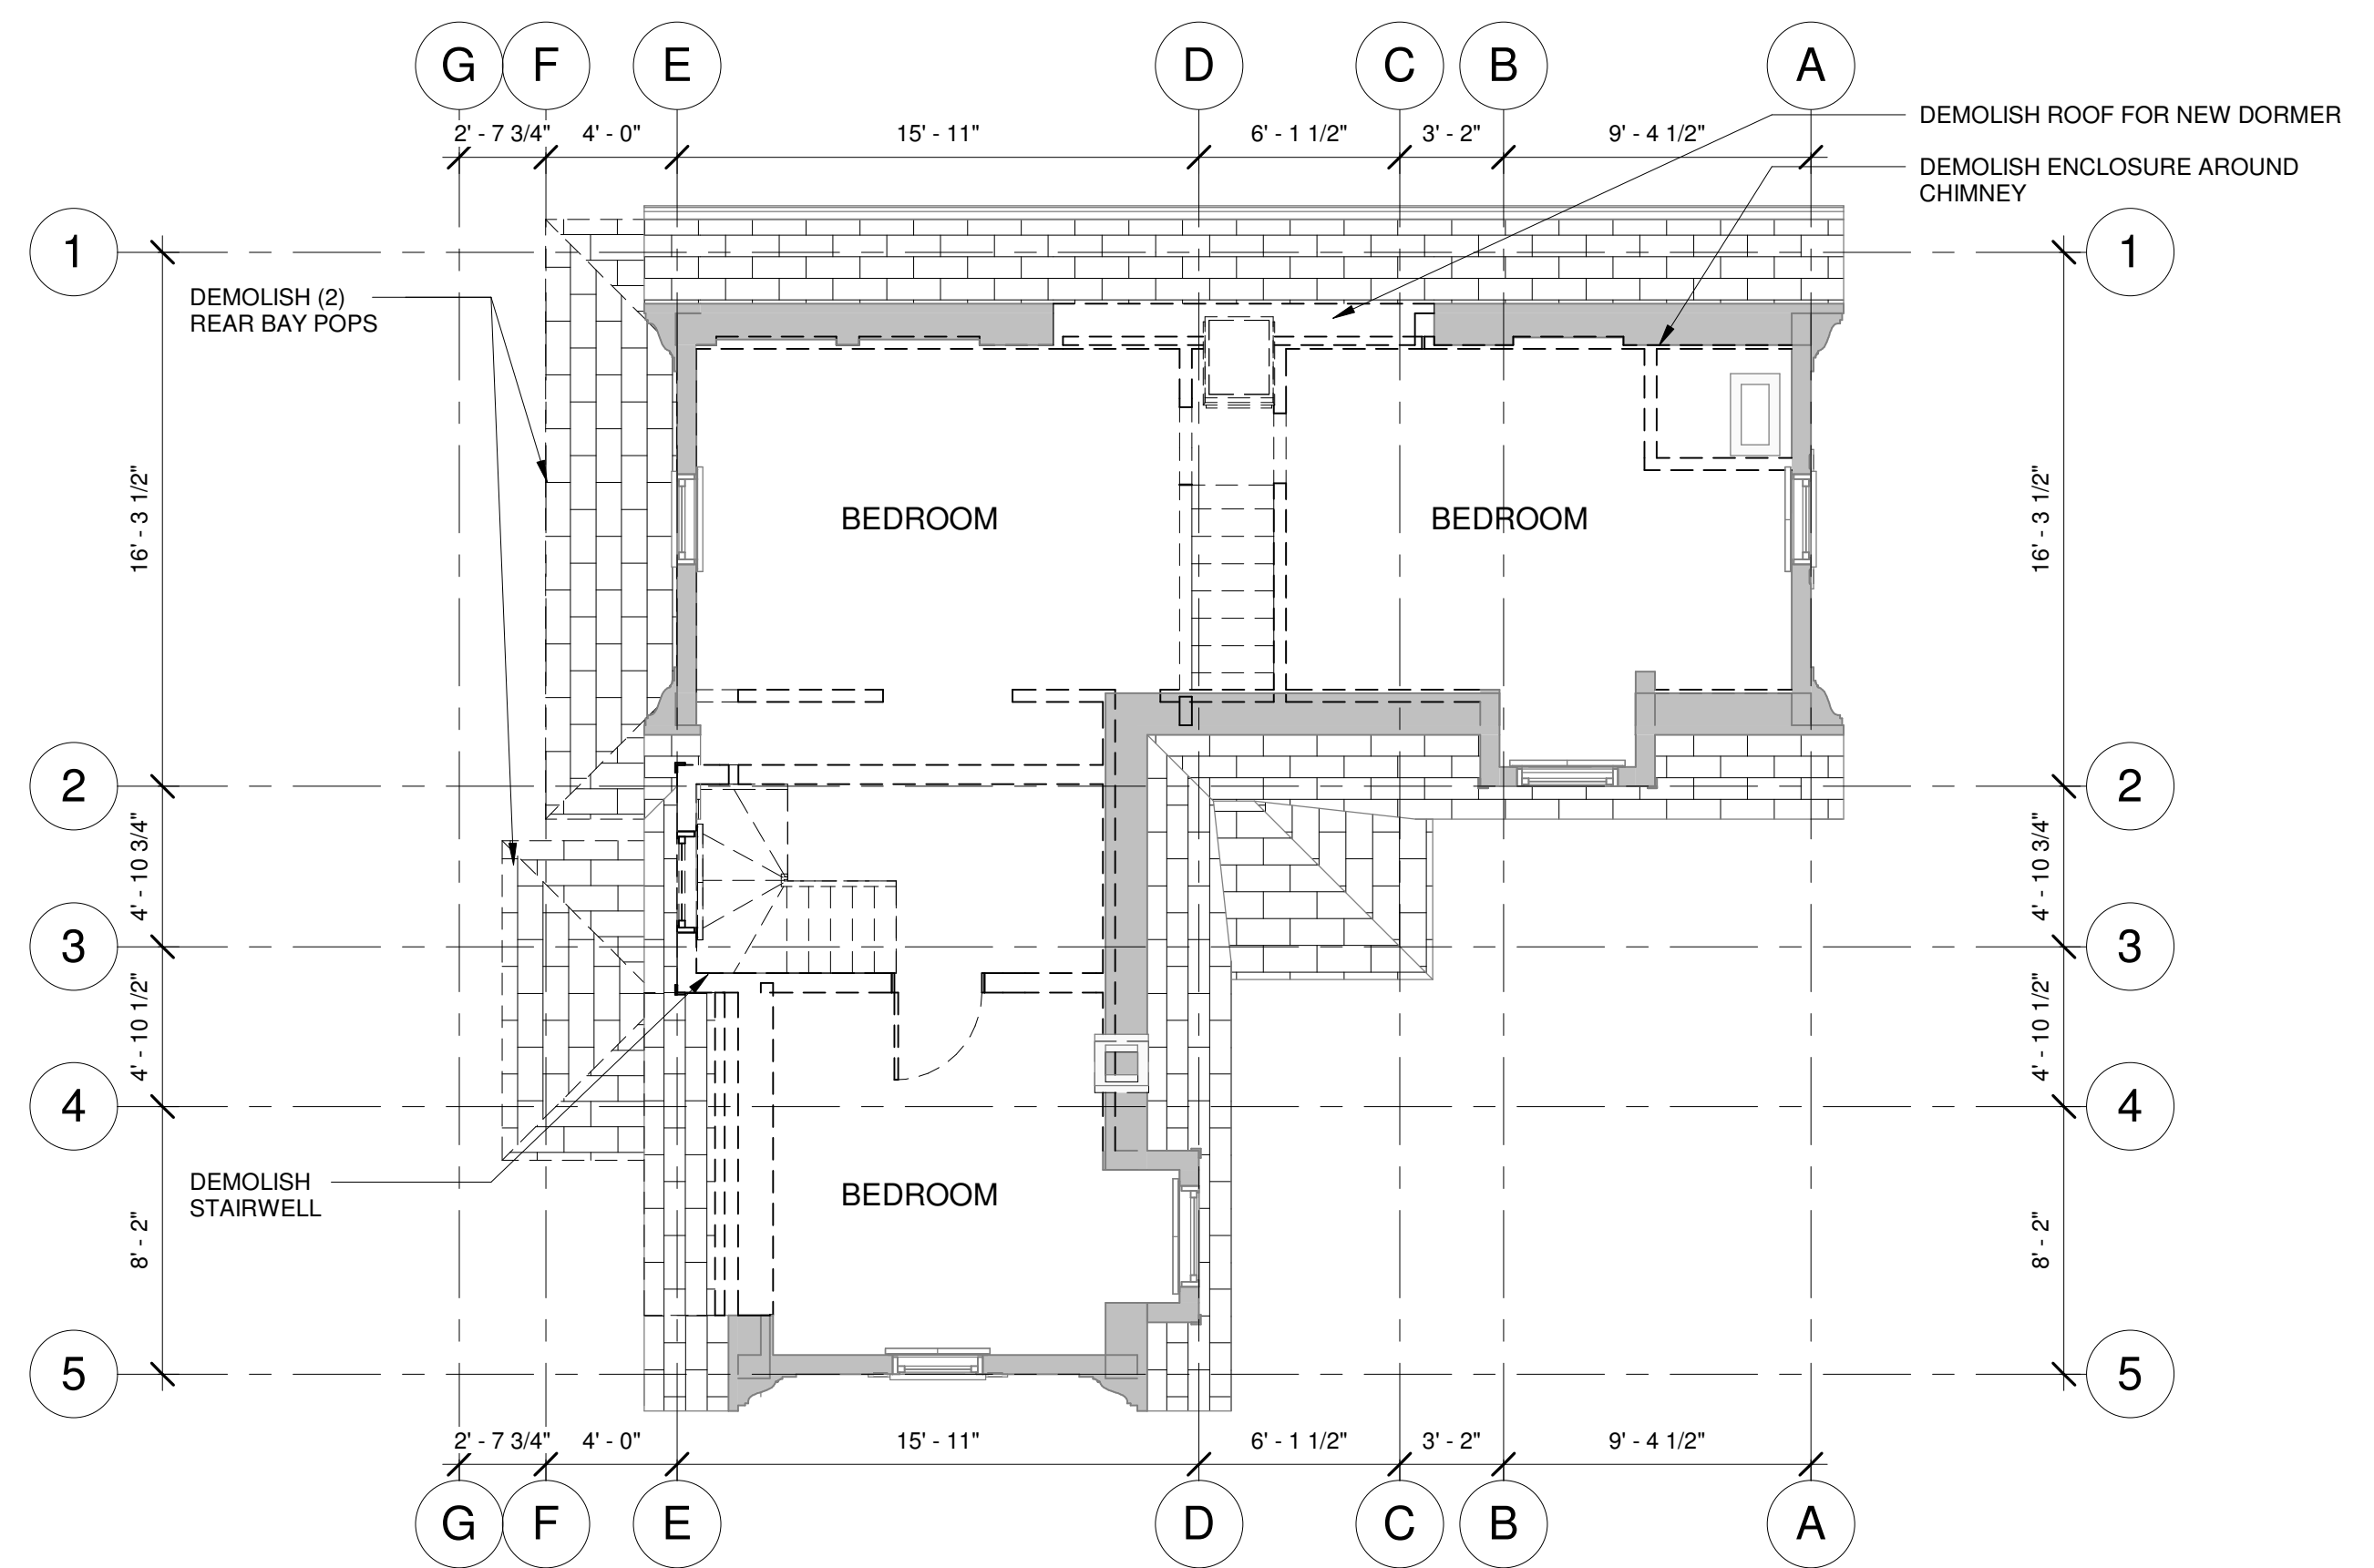 G F E D C B A
2' - 7 3/4" 4' - 0" 15' - 11" 6' - 1 1/2" 3' - 2" 9' - 4 1/2"
DEMOLISH ROOF FOR NEW DORMER
DEMOLISH ENCLOSURE AROUND
CHIMNEY
1 1
DEMOLISH (2)
REAR BAY POPS
16' - 3 1/2" 16' - 3 1/2"
BEDROOM BEDROOM
2 2
4' - 10 3/4" 4' - 10 3/4"
3 3
4' - 10 1/2" 4' - 10 1/2"
4 4
DEMOLISH
STAIRWELL
BEDROOM
8' - 2" 8' - 2"
5 5
2' - 7 3/4" 4' - 0" 15' - 11" 6' - 1 1/2" 3' - 2" 9' - 4 1/2"
G F E D C B A